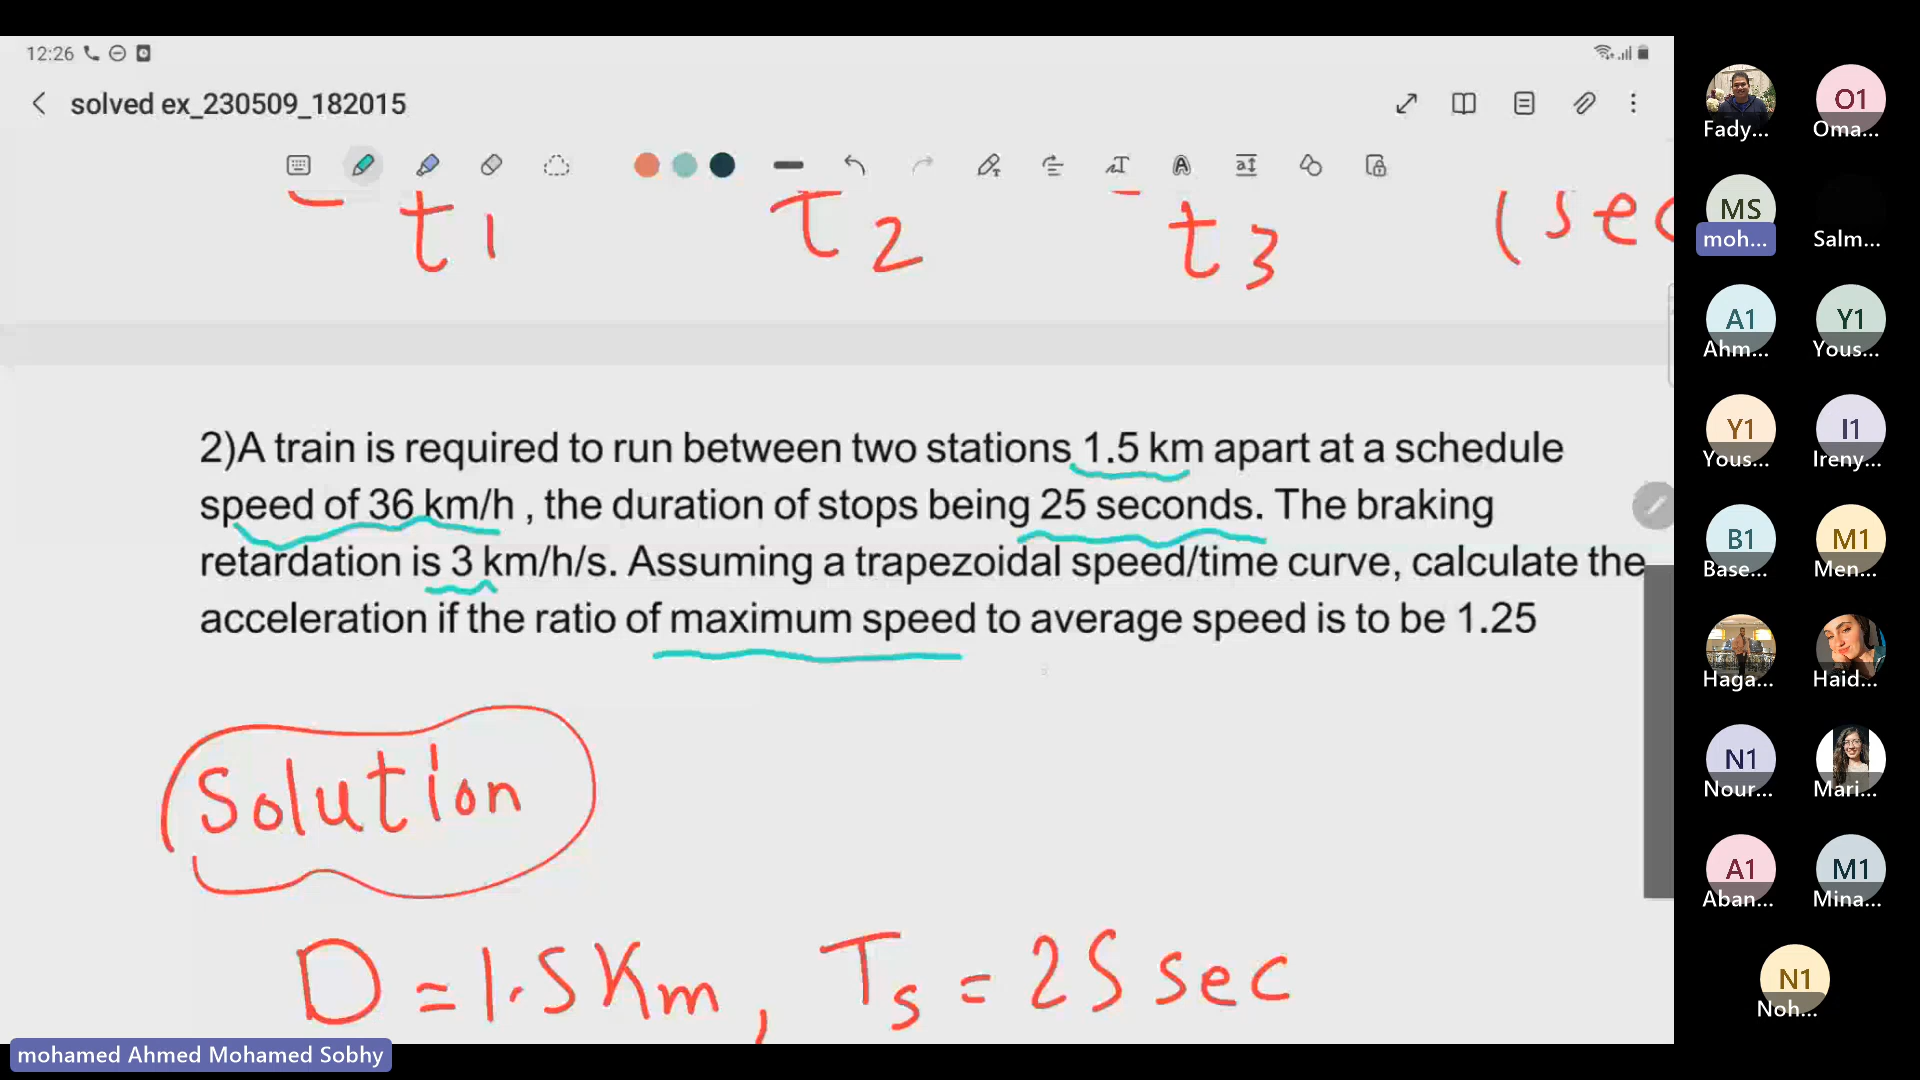 12:26
solved ex_230509_182015
t1 t2 t3 (sec
2)A train is required to run between two stations 1.5 km apart at a schedule
speed of 36 km/h , the duration of stops being 25 seconds. The braking
retardation is 3 km/h/s. Assuming a trapezoidal speed/time curve, calculate the
acceleration if the ratio of maximum speed to average speed is to be 1.25
Solution
D = 1.5 Km , Ts = 25 sec
mohamed Ahmed Mohamed Sobhy
Fady...
O1
Oma...
MS
moh...
Salm...
A1
Ahm...
Y1
Yous...
Y1
Yous...
I1
Ireny...
B1
Base...
M1
Men...
Haga...
Haid...
N1
Nour...
Mari...
A1
Aban...
M1
Mina...
N1
Noh...